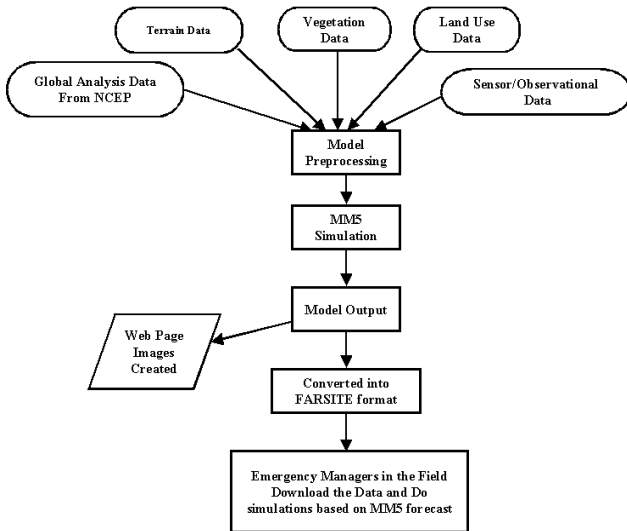 Terrain Data
Vegetation
Data
Land Use
Data
Global Analysis Data
From NCEP
Sensor/Observational
Data
Model
Preprocessing
MM5
Simulation
Model Output
Web Page
Images
Created
Converted into
FARSITE format
Emergency Managers in the Field
Download the Data and Do
simulations based on MM5 forecast